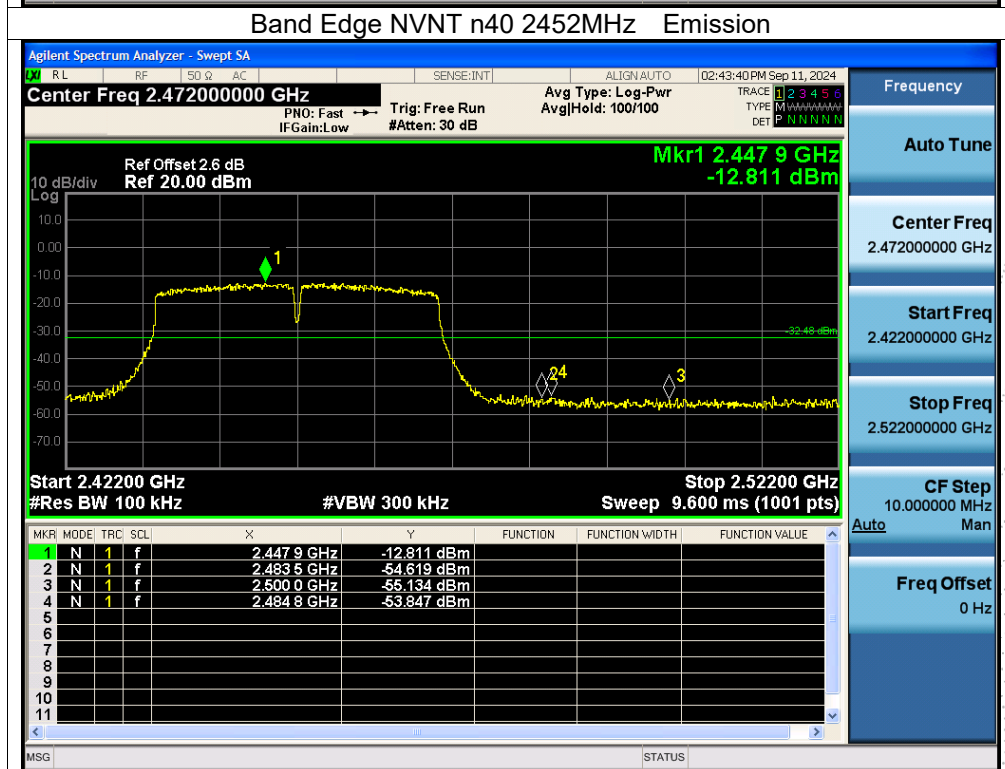 Band Edge NVNT n40 2452MHz Emission
Agilent Spectrum Analyzer - Swept SA
LXI RL RF 50 Ω AC SENSE:INT ALIGN AUTO 02:43:40 PM Sep 11, 2024
Center Freq 2.472000000 GHz
PNO: Fast
IFGain:Low
Trig: Free Run
#Atten: 30 dB
Avg Type: Log-Pwr
Avg|Hold: 100/100
TRACE 1 2 3 4 5 6
TYPE M
DET P N N N N N
Mkr1 2.447 9 GHz
-12.811 dBm
Ref Offset 2.6 dB
10 dB/div Ref 20.00 dBm
Log
10.0
0.00
-10.0
-20.0
-30.0
-40.0
-50.0
-60.0
-70.0
1
-32.48 dBm
2 4
3
Start 2.42200 GHz Stop 2.52200 GHz
#Res BW 100 kHz #VBW 300 kHz Sweep 9.600 ms (1001 pts)
MKR MODE TRC SCL X Y FUNCTION FUNCTION WIDTH FUNCTION VALUE
1 N 1 f 2.447 9 GHz -12.811 dBm
2 N 1 f 2.483 5 GHz -54.619 dBm
3 N 1 f 2.500 0 GHz -55.134 dBm
4 N 1 f 2.484 8 GHz -53.847 dBm
5
6
7
8
9
10
11
MSG STATUS
Frequency
Auto Tune
Center Freq
2.472000000 GHz
Start Freq
2.422000000 GHz
Stop Freq
2.522000000 GHz
CF Step
10.000000 MHz
Auto Man
Freq Offset
0 Hz